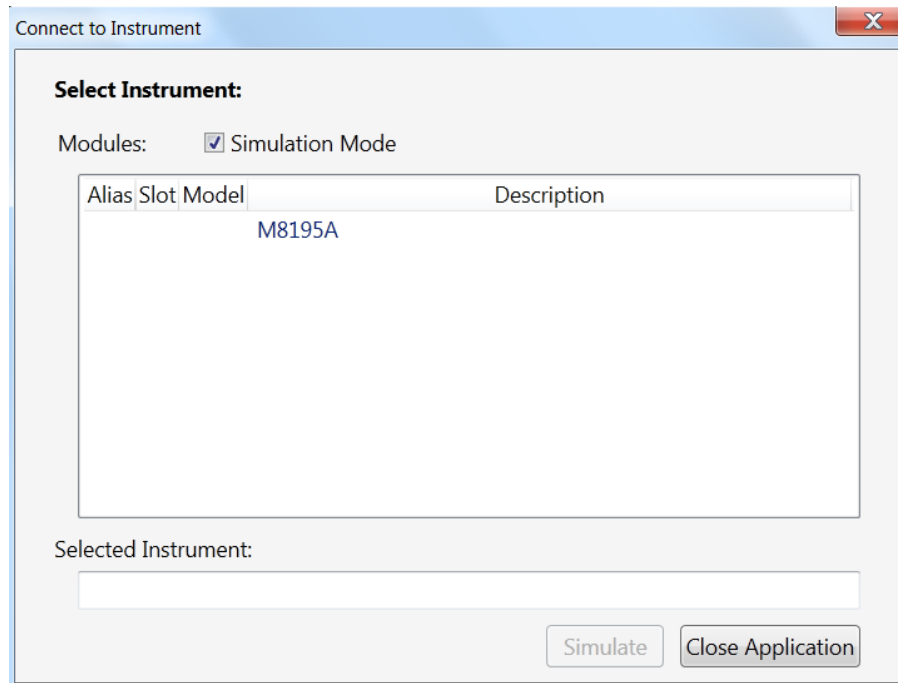 Connect to Instrument
Select Instrument:
Modules: Simulation Mode
Alias Slot Model Description
M8195A
Selected Instrument:
Simulate Close Application